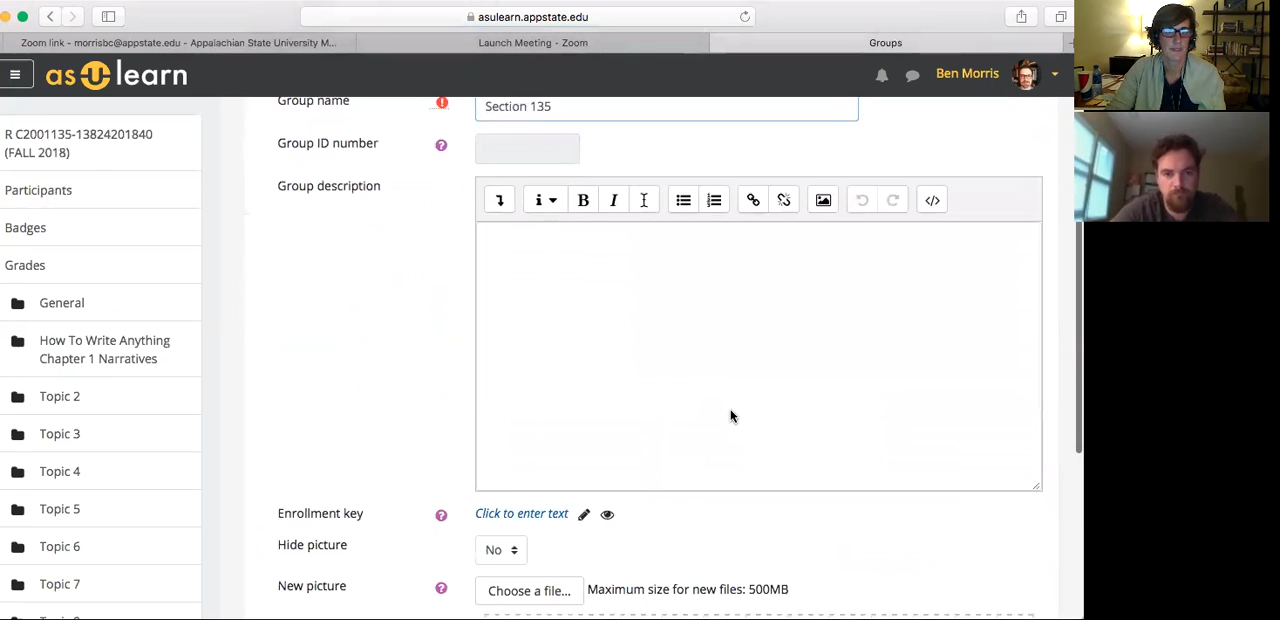 asulearn.appstate.edu
Zoom link - morrisbc@appstate.edu - Appalachian State University M...
Launch Meeting - Zoom
Groups
asulearn
Ben Morris
R C2001135-13824201840
(FALL 2018)
Participants
Badges
Grades
General
How To Write Anything
Chapter 1 Narratives
Topic 2
Topic 3
Topic 4
Topic 5
Topic 6
Topic 7
Group name
Section 135
Group ID number
Group description
B I
Enrollment key
Click to enter text
Hide picture
No
New picture
Choose a file...
Maximum size for new files: 500MB